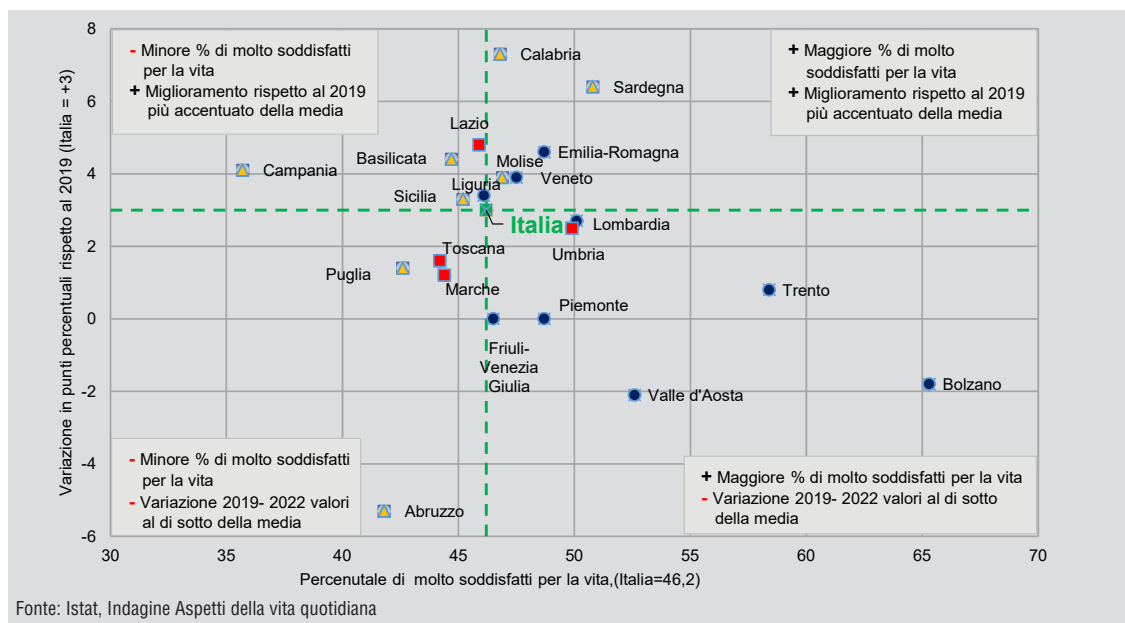 8
6
4
2
0
-2
-4
-6
30
35
40
45
50
55
60
65
70
Variazione in punti percentuali rispetto al 2019 (Italia = +3)
- Minore % di molto soddisfatti
per la vita
+ Miglioramento rispetto al 2019
più accentuato della media
+ Maggiore % di molto
soddisfatti per la vita
+ Miglioramento rispetto al 2019
più accentuato della media
Calabria
Sardegna
Lazio
Emilia-Romagna
Basilicata
Molise
Campania
Veneto
Liguria
Sicilia
Italia
Lombardia
Umbria
Toscana
Puglia
Marche
Trento
Piemonte
Friuli-
Venezia
Giulia
Valle d'Aosta
Bolzano
- Minore % di molto soddisfatti
per la vita
- Variazione 2019- 2022 valori
al di sotto della media
+ Maggiore % di molto soddisfatti per la vita
- Variazione 2019- 2022 valori al di sotto
della media
Abruzzo
Percenutale di molto soddisfatti per la vita,(Italia=46,2)
Fonte: Istat, Indagine Aspetti della vita quotidiana